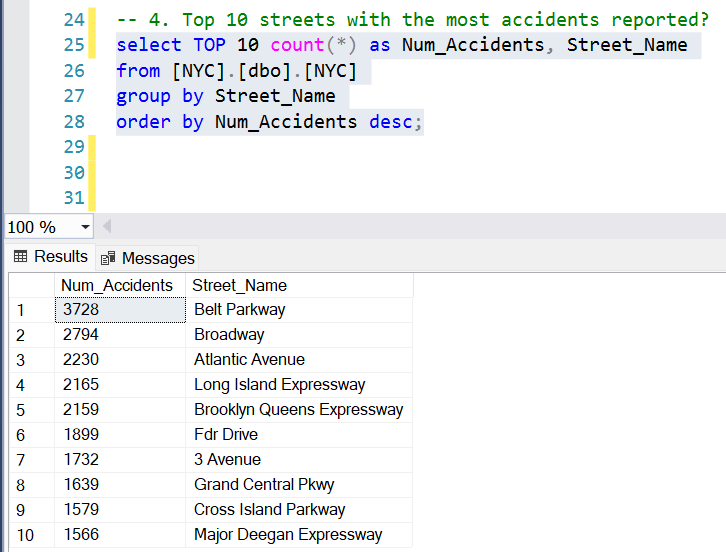 24 -- 4. Top 10 streets with the most accidents reported?
25 select TOP 10 count(*) as Num_Accidents, Street_Name
26 from [NYC].[dbo].[NYC]
27 group by Street_Name
28 order by Num_Accidents desc;
29
30
31
100 %
Results Messages
Num_Accidents Street_Name
1 3728 Belt Parkway
2 2794 Broadway
3 2230 Atlantic Avenue
4 2165 Long Island Expressway
5 2159 Brooklyn Queens Expressway
6 1899 Fdr Drive
7 1732 3 Avenue
8 1639 Grand Central Pkwy
9 1579 Cross Island Parkway
10 1566 Major Deegan Expressway